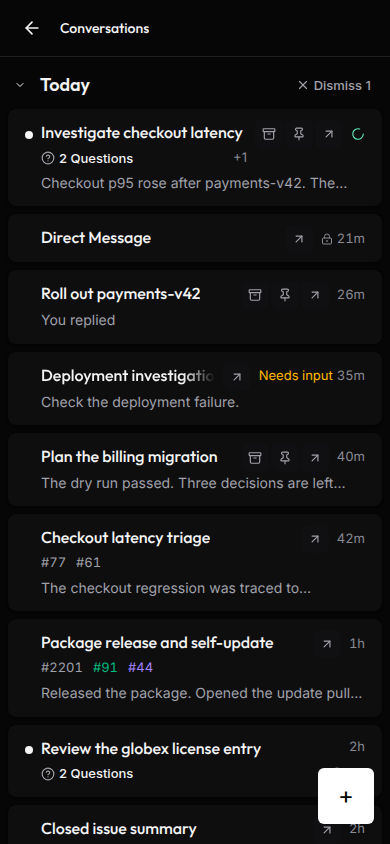 Conversations
Today
Dismiss 1
Investigate checkout latency
2 Questions
+1
Checkout p95 rose after payments-v42. The...
Direct Message
21m
Roll out payments-v42
26m
You replied
Deployment investigatio
Needs input 35m
Check the deployment failure.
Plan the billing migration
40m
The dry run passed. Three decisions are left...
Checkout latency triage
42m
#77 #61
The checkout regression was traced to...
Package release and self-update
1h
#2201 #91 #44
Released the package. Opened the update pull...
Review the globex license entry
2h
2 Questions
Closed issue summary
2h